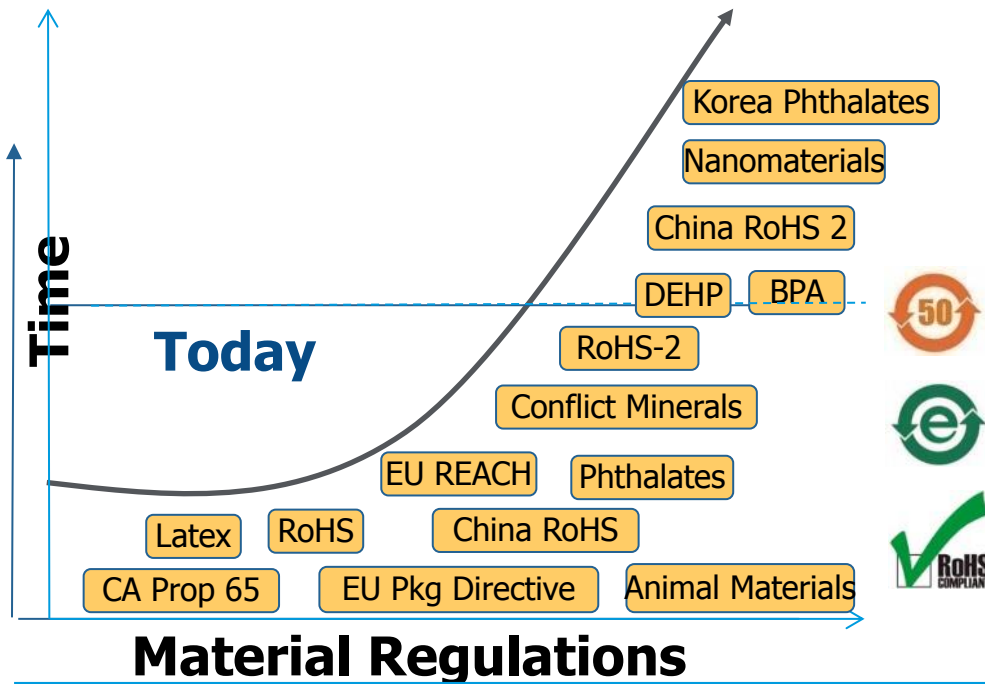 Korea Phthalates
Nanomaterials
China RoHS 2
DEHP
BPA
50
Time
Today
RoHS-2
Conflict Minerals
e
EU REACH
Phthalates
Latex
RoHS
China RoHS
RoHS
COMPLIAN
CA Prop 65
EU Pkg Directive
Animal Materials
Material Regulations